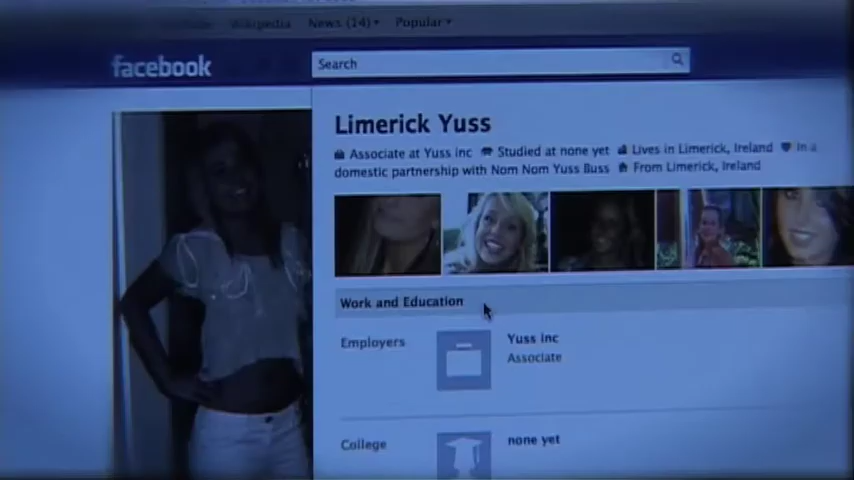 Wikipedia News (14) Popular
facebook
Search
Limerick Yuss
Associate at Yuss inc Studied at none yet Lives in Limerick, Ireland In a
domestic partnership with Nom Nom Yuss Buss From Limerick, Ireland
Work and Education
Employers
Yuss inc
Associate
College
none yet